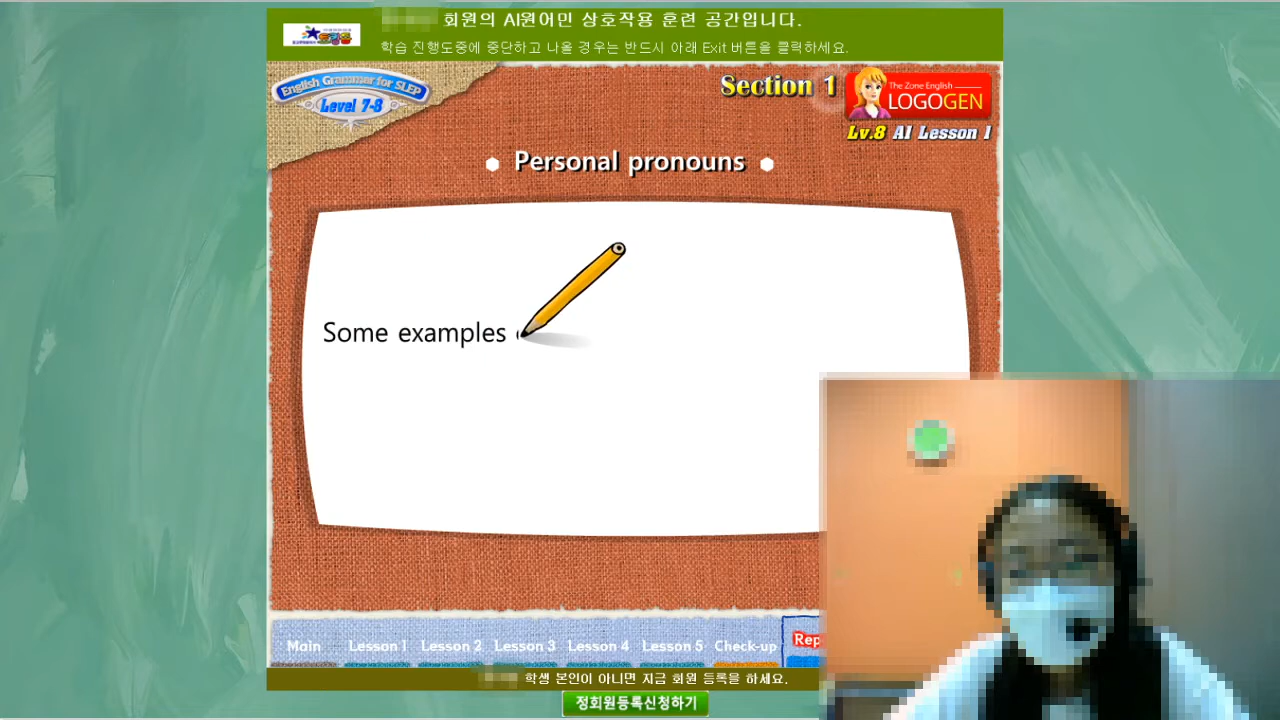 회원의 AI원어민 상호작용 훈련 공간입니다.
학습 진행도중에 중단하고 나올 경우는 반드시 아래 Exit 버튼을 클릭하세요.
English Grammar for SLEP
Level 7-8
Section 1
The Zone English
LOGOGEN
Lv.8 AI Lesson 1
Personal pronouns
Some examples
Main Lesson 1 Lesson 2 Lesson 3 Lesson 4 Lesson 5 Check-up
학생 본인이 아니면 지금 회원 등록을 하세요.
정회원등록신청하기